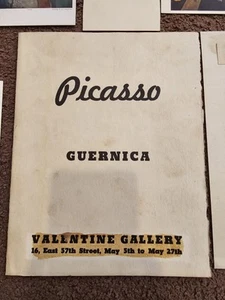 Picasso
GUERNICA
VALENTINE GALLERY
16, East 57th Street, May 5th to May 27th